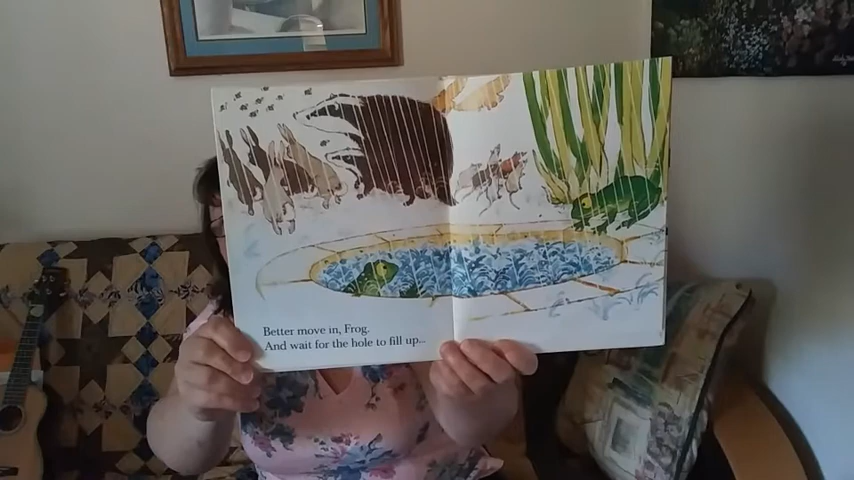 Better move in, Frog.
And wait for the hole to fill up...